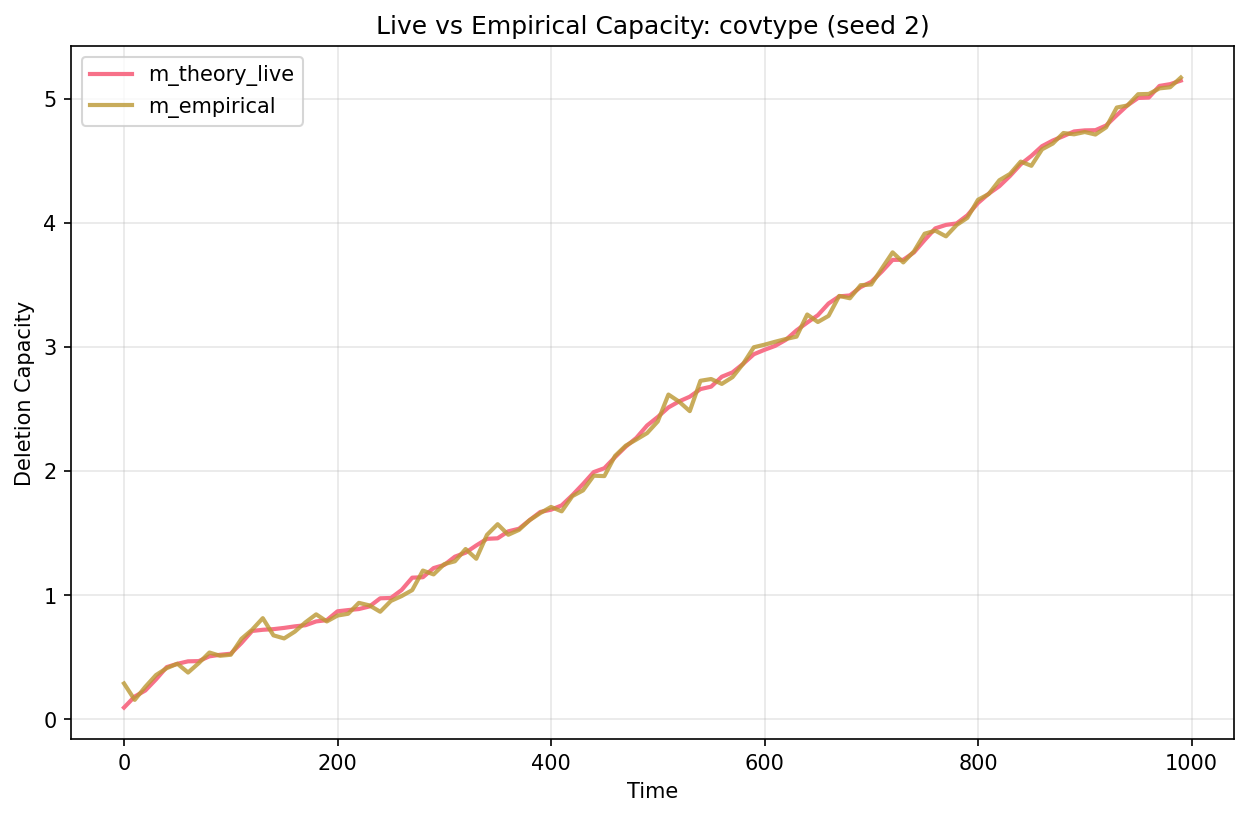 Live vs Empirical Capacity: covtype (seed 2)
m_theory_live
m_empirical
Deletion Capacity
5
4
3
2
1
0
0 200 400 600 800 1000
Time